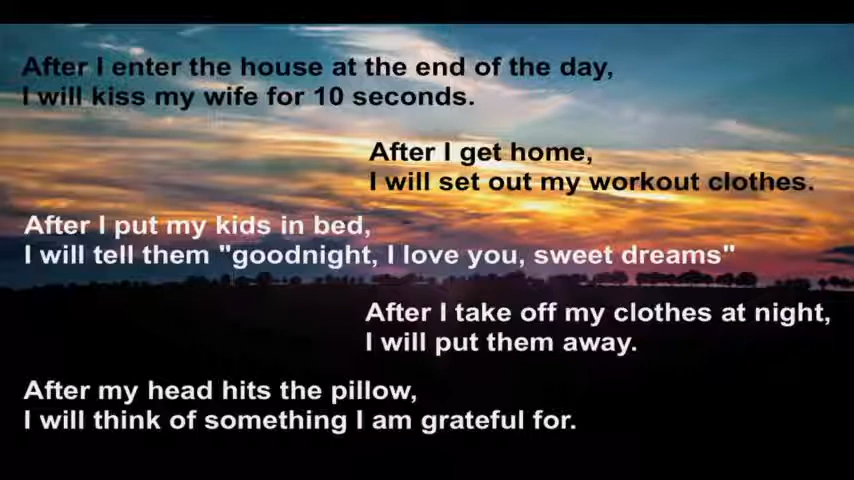 After I enter the house at the end of the day,
I will kiss my wife for 10 seconds.
After I get home,
I will set out my workout clothes.
After I put my kids in bed,
I will tell them "goodnight, I love you, sweet dreams"
After I take off my clothes at night,
I will put them away.
After my head hits the pillow,
I will think of something I am grateful for.